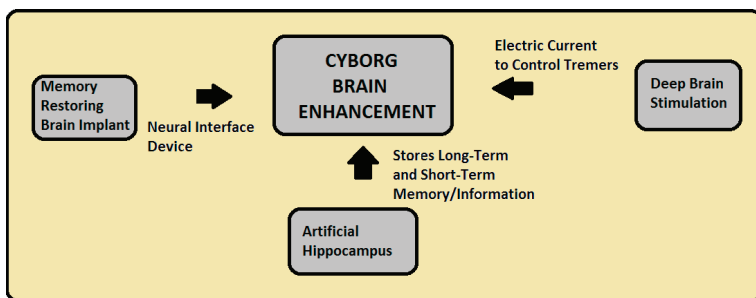 CYBORG
BRAIN
ENHANCEMENT
Memory
Restoring
Brain Implant
Neural Interface
Device
Electric Current
to Control Tremers
Deep Brain
Stimulation
Stores Long-Term
and Short-Term
Memory/Information
Artificial
Hippocampus